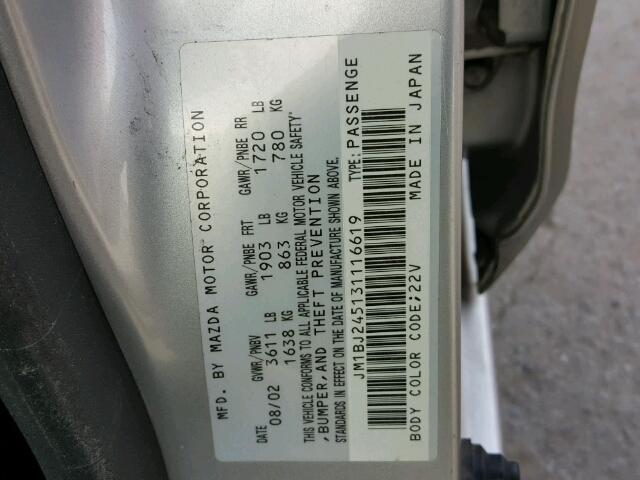 MFD. BY MAZDA MOTOR CORPORATION
DATE GVWR/PNBV GAWR/PNBE FRT GAWR/PNBE RR
08/02 3611 LB 1903 LB 1720 LB
1638 KG 863 KG 780 KG
THIS VEHICLE CONFORMS TO ALL APPLICABLE FEDERAL MOTOR VEHICLE SAFETY,
,BUMPER,AND THEFT PREVENTION
STANDARDS IN EFFECT ON THE DATE OF MANUFACTURE SHOWN ABOVE.
JM1BJ245131116619 TYPE: PASSENGE
BODY COLOR CODE;22V MADE IN JAPAN